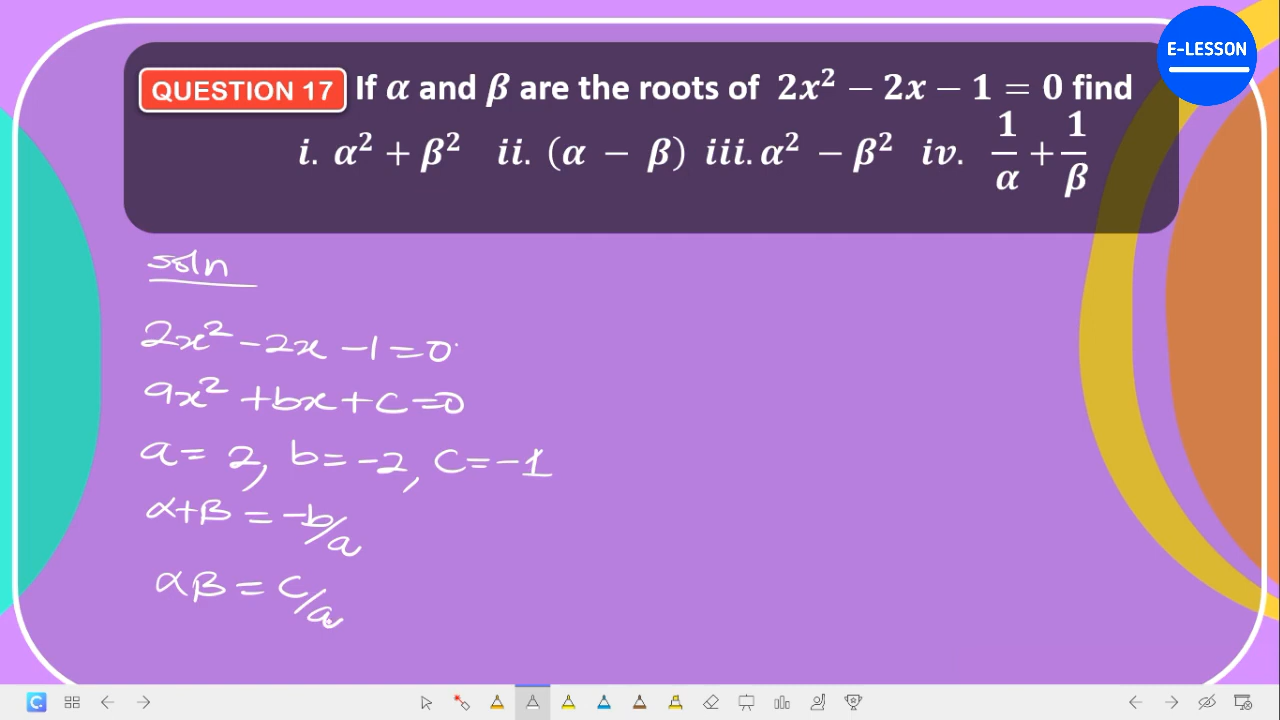 E-LESSON
QUESTION 17 If α and β are the roots of 2x² − 2x − 1 = 0 find
i. α² + β² ii. (α − β) iii. α² − β² iv. 1/α + 1/β
soln
2x² - 2x - 1 = 0
ax² + bx + c = 0
a = 2, b = -2, c = -1
α+β = -b/a
αβ = c/a
C